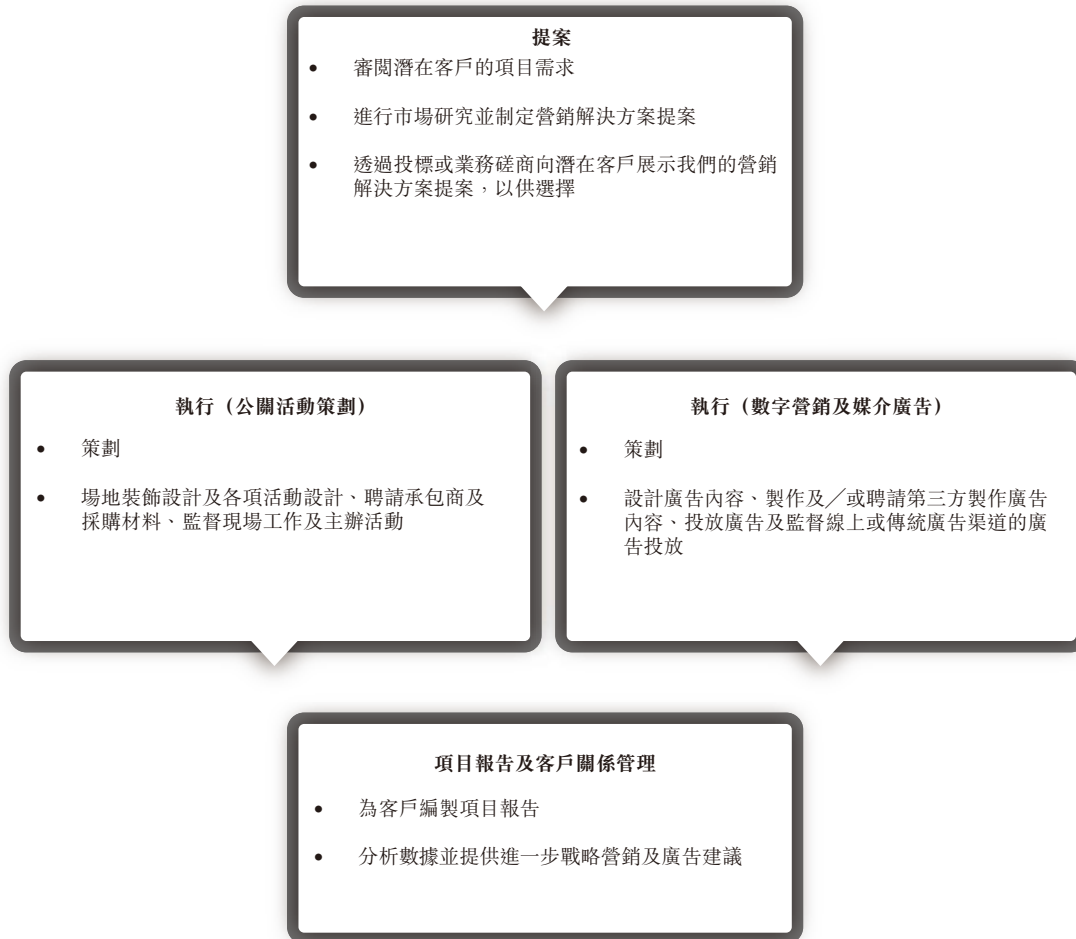 提案
• 審閱潛在客戶的項目需求
• 進行市場研究並制定營銷解決方案提案
• 透過投標或業務磋商向潛在客戶展示我們的營銷
解決方案提案，以供選擇
執行（公關活動策劃）
• 策劃
• 場地裝飾設計及各項活動設計、聘請承包商及
採購材料、監督現場工作及主辦活動
執行（數字營銷及媒介廣告）
• 策劃
• 設計廣告內容、製作及／或聘請第三方製作廣告
內容、投放廣告及監督線上或傳統廣告渠道的廣
告投放
項目報告及客戶關係管理
• 為客戶編製項目報告
• 分析數據並提供進一步戰略營銷及廣告建議